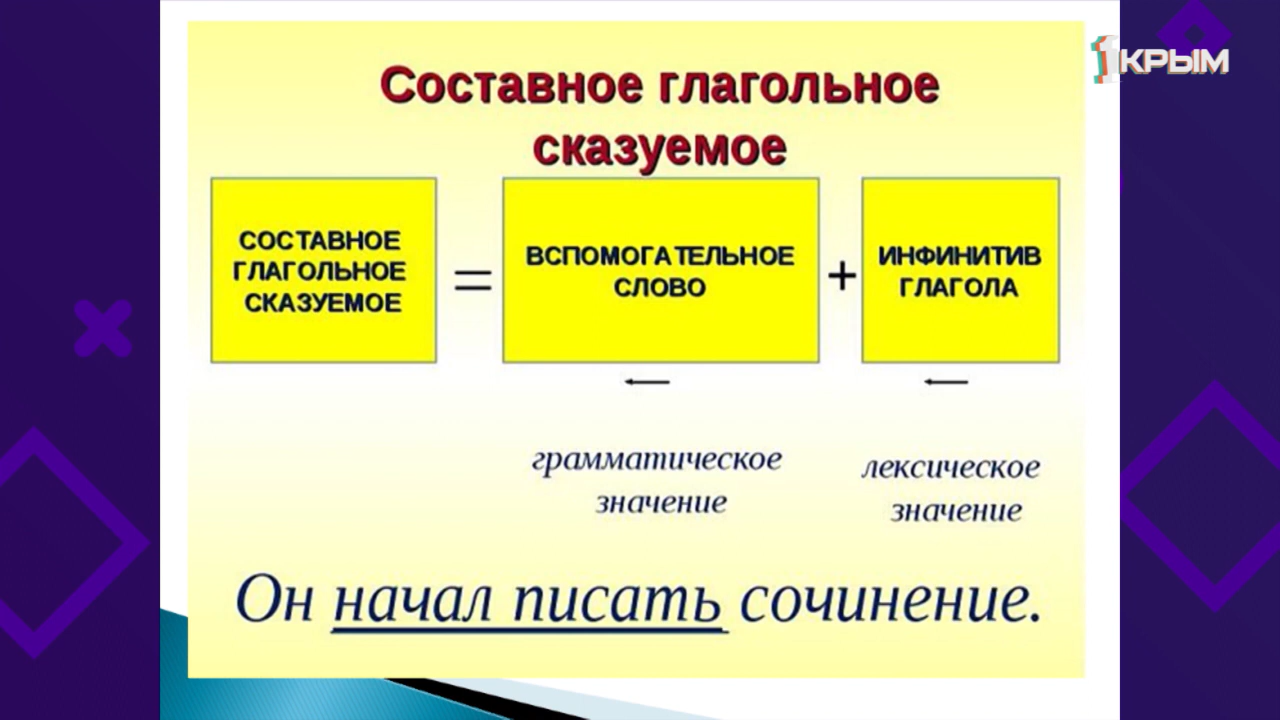 1КРЫМ
Составное глагольное
сказуемое
СОСТАВНОЕ
ГЛАГОЛЬНОЕ
СКАЗУЕМОЕ
=
ВСПОМОГАТЕЛЬНОЕ
СЛОВО
+
ИНФИНИТИВ
ГЛАГОЛА
грамматическое
значение
лексическое
значение
Он начал писать сочинение.